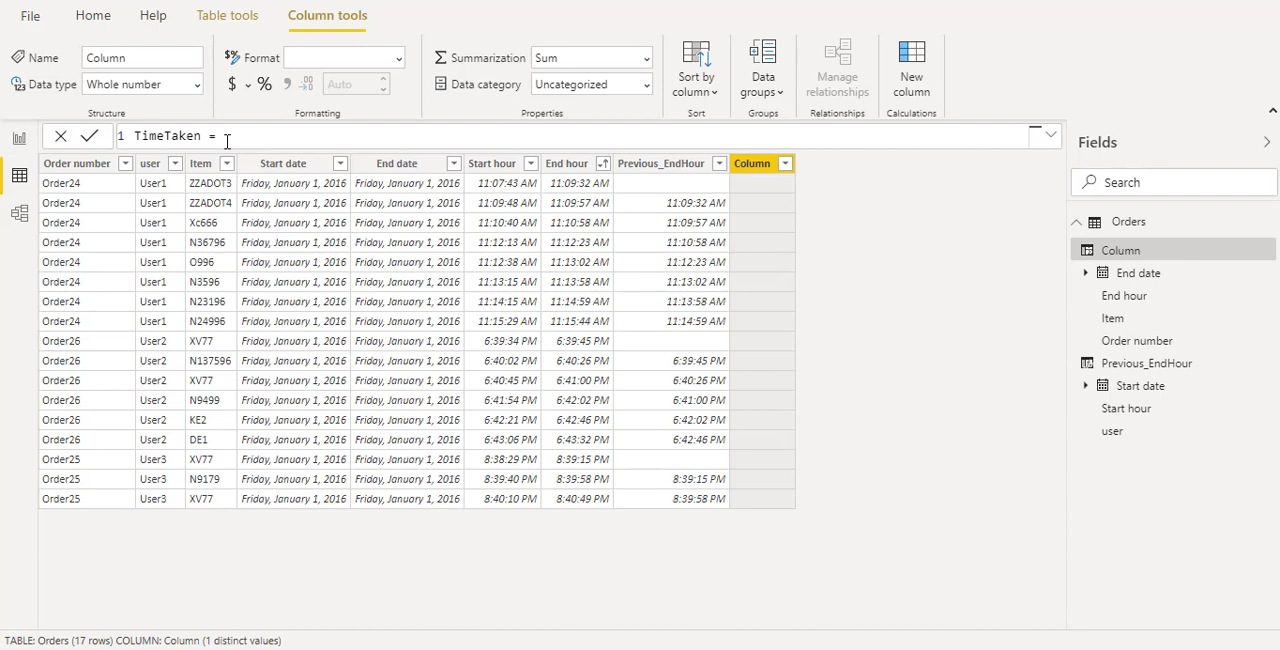 File Home Help Table tools Column tools
Name Column
Data type Whole number
Structure
$% Format
$ % 9 .00 Auto
Formatting
Summarization Sum
Data category Uncategorized
Properties
Sort by column
Sort
Data groups
Groups
Manage relationships
Relationships
New column
Calculations
1 TimeTaken =
Order number user Item Start date End date Start hour End hour Previous_EndHour Column
Order24 User1 ZZADOT3 Friday, January 1, 2016 Friday, January 1, 2016 11:07:43 AM 11:09:32 AM
Order24 User1 ZZADOT4 Friday, January 1, 2016 Friday, January 1, 2016 11:09:48 AM 11:09:57 AM 11:09:32 AM
Order24 User1 Xc666 Friday, January 1, 2016 Friday, January 1, 2016 11:10:40 AM 11:10:58 AM 11:09:57 AM
Order24 User1 N36796 Friday, January 1, 2016 Friday, January 1, 2016 11:12:13 AM 11:12:23 AM 11:10:58 AM
Order24 User1 O996 Friday, January 1, 2016 Friday, January 1, 2016 11:12:38 AM 11:13:02 AM 11:12:23 AM
Order24 User1 N3596 Friday, January 1, 2016 Friday, January 1, 2016 11:13:15 AM 11:13:58 AM 11:13:02 AM
Order24 User1 N23196 Friday, January 1, 2016 Friday, January 1, 2016 11:14:15 AM 11:14:59 AM 11:13:58 AM
Order24 User1 N24996 Friday, January 1, 2016 Friday, January 1, 2016 11:15:29 AM 11:15:44 AM 11:14:59 AM
Order26 User2 XV77 Friday, January 1, 2016 Friday, January 1, 2016 6:39:34 PM 6:39:45 PM
Order26 User2 N137596 Friday, January 1, 2016 Friday, January 1, 2016 6:40:02 PM 6:40:26 PM 6:39:45 PM
Order26 User2 XV77 Friday, January 1, 2016 Friday, January 1, 2016 6:40:45 PM 6:41:00 PM 6:40:26 PM
Order26 User2 N9499 Friday, January 1, 2016 Friday, January 1, 2016 6:41:54 PM 6:42:02 PM 6:41:00 PM
Order26 User2 KE2 Friday, January 1, 2016 Friday, January 1, 2016 6:42:21 PM 6:42:46 PM 6:42:02 PM
Order26 User2 DE1 Friday, January 1, 2016 Friday, January 1, 2016 6:43:06 PM 6:43:32 PM 6:42:46 PM
Order25 User3 XV77 Friday, January 1, 2016 Friday, January 1, 2016 8:38:29 PM 8:39:15 PM
Order25 User3 N9179 Friday, January 1, 2016 Friday, January 1, 2016 8:39:40 PM 8:39:58 PM 8:39:15 PM
Order25 User3 XV77 Friday, January 1, 2016 Friday, January 1, 2016 8:40:10 PM 8:40:49 PM 8:39:58 PM
Fields
Search
Orders
Column
End date
End hour
Item
Order number
Previous_EndHour
Start date
Start hour
user
TABLE: Orders (17 rows) COLUMN: Column (1 distinct values)